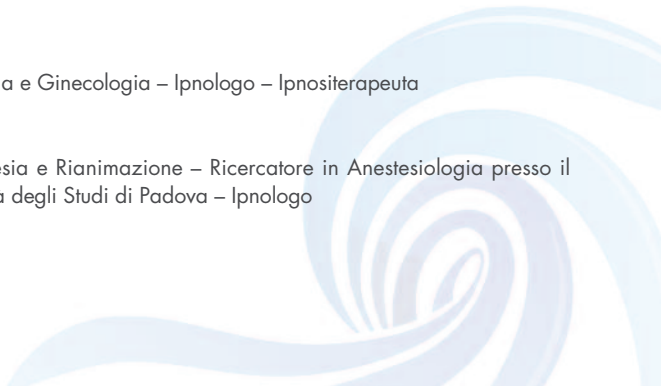 a e Ginecologia – Ipnologo – Ipnositerapeuta
esia e Rianimazione – Ricercatore in Anestesiologia presso il
a degli Studi di Padova – Ipnologo